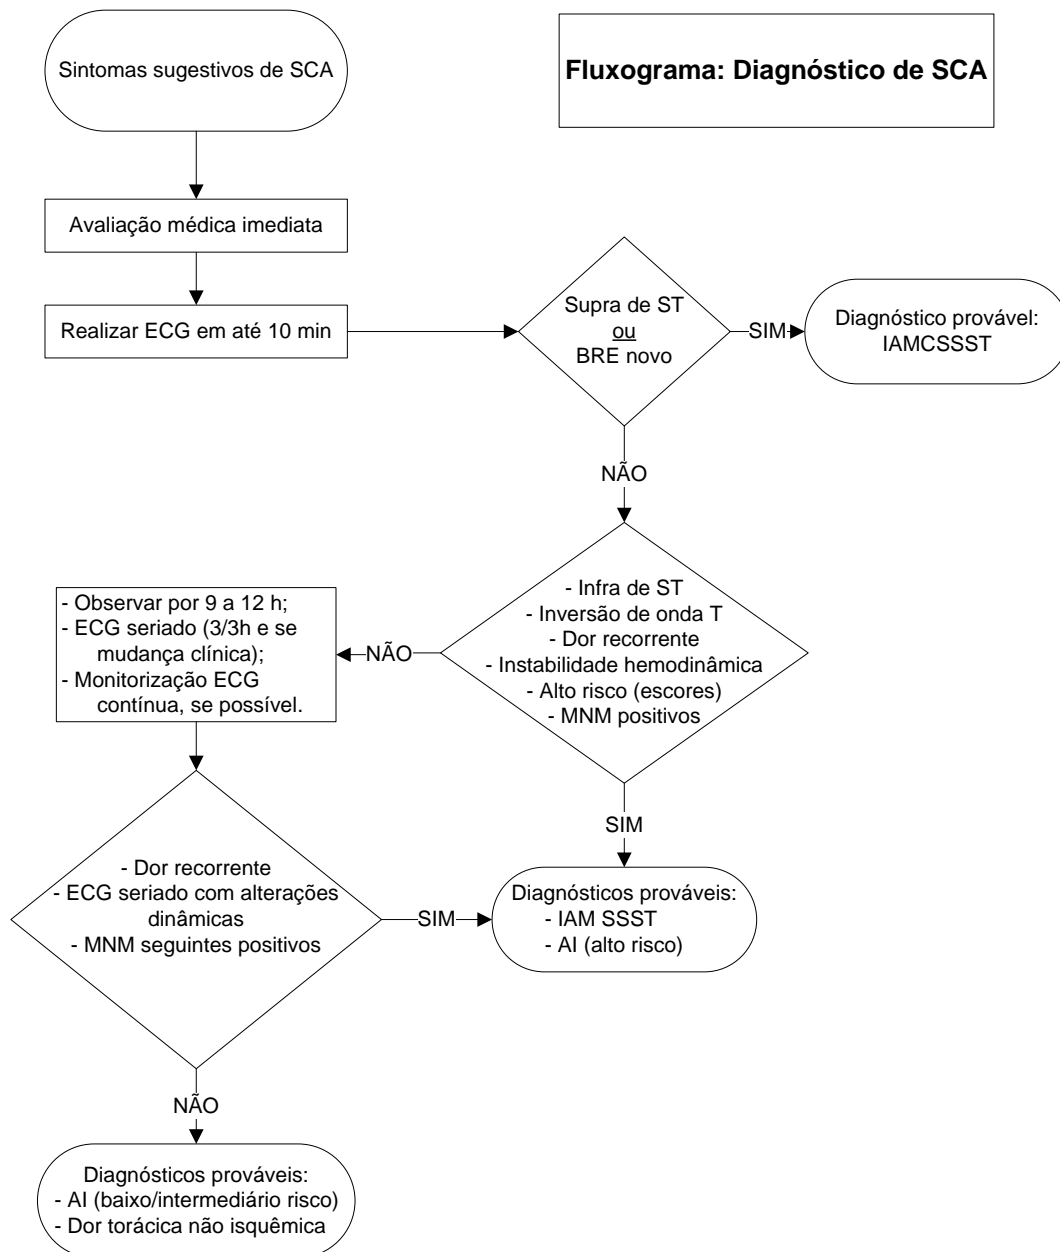 Sintomas sugestivos de SCA
Fluxograma: Diagnóstico de SCA
Avaliação médica imediata
Realizar ECG em até 10 min
Supra de ST
ou
BRE novo
SIM
Diagnóstico provável:
IAMCSSST
NÃO
- Infra de ST
- Inversão de onda T
- Dor recorrente
- Instabilidade hemodinâmica
- Alto risco (escores)
- MNM positivos
NÃO
- Observar por 9 a 12 h;
- ECG seriado (3/3h e se
mudança clínica);
- Monitorização ECG
contínua, se possível.
SIM
- Dor recorrente
- ECG seriado com alterações
dinâmicas
- MNM seguintes positivos
SIM
Diagnósticos prováveis:
- IAM SSST
- AI (alto risco)
NÃO
Diagnósticos prováveis:
- AI (baixo/intermediário risco)
- Dor torácica não isquêmica